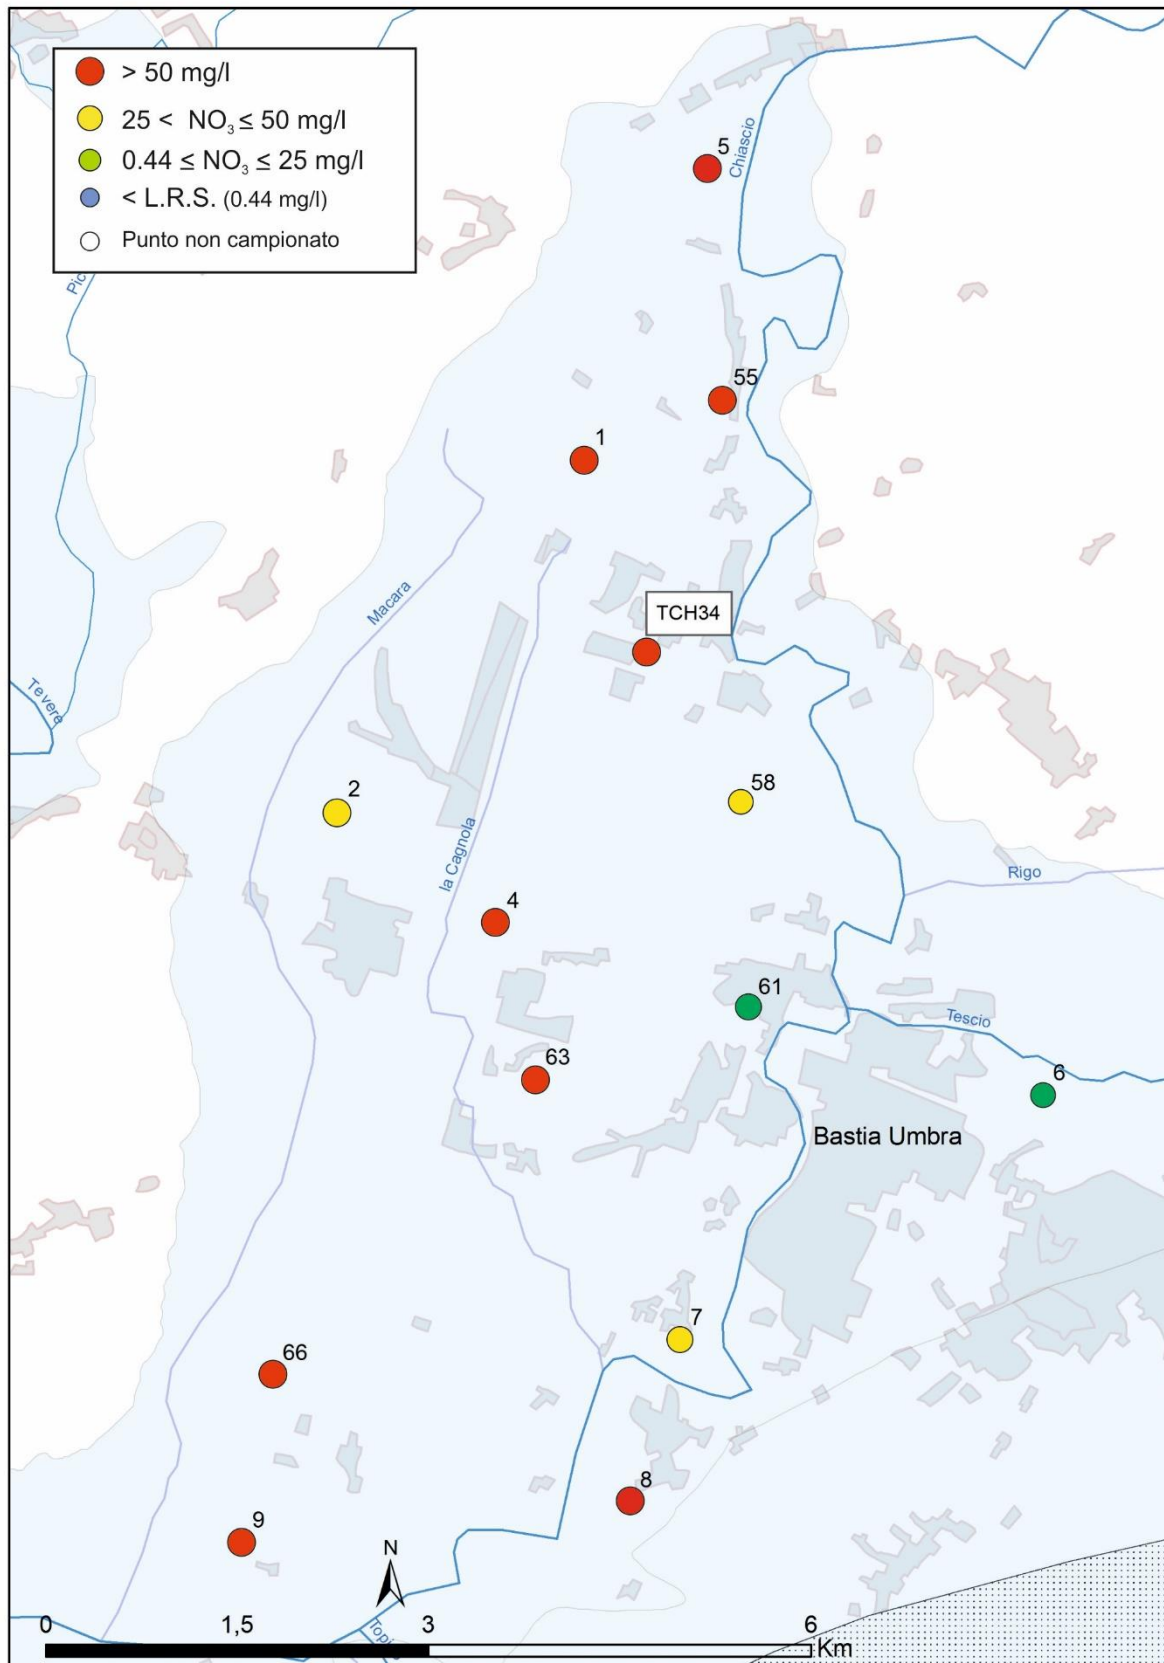 > 50 mg/l
25 < NO₃ ≤ 50 mg/l
0.44 ≤ NO₃ ≤ 25 mg/l
< L.R.S. (0.44 mg/l)
Punto non campionato
5
Chiascio
55
1
Macara
TCH34
Tevere
2
58
la Cagnola
Rigo
4
61
Tescio
63
6
Bastia Umbra
7
66
8
9
N
0 1,5 3 6
Km